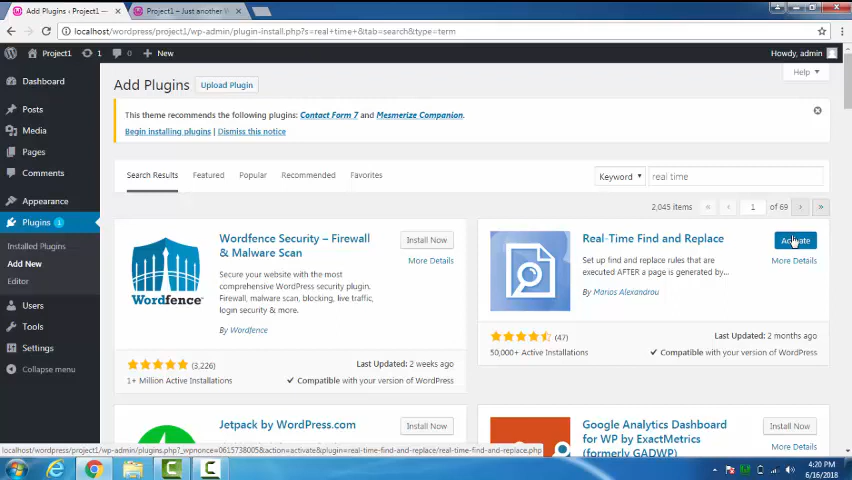 Add Plugins ‹ Project1 —
Project1 – Just another W
localhost/wordpress/project1/wp-admin/plugin-install.php?s=real+time+&tab=search&type=term
Project1
1
0
New
Howdy, admin
Dashboard
Posts
Media
Pages
Comments
Appearance
Plugins 1
Installed Plugins
Add New
Editor
Users
Tools
Settings
Collapse menu
Add Plugins
Upload Plugin
Help
This theme recommends the following plugins: Contact Form 7 and Mesmerize Companion.
Begin installing plugins | Dismiss this notice
Search Results
Featured
Popular
Recommended
Favorites
Keyword
real time
2,045 items
«
‹
1
of 69
›
»
Wordfence Security – Firewall
& Malware Scan
Install Now
More Details
Secure your website with the most
comprehensive WordPress security plugin.
Firewall, malware scan, blocking, live traffic,
login security & more.
By Wordfence
Wordfence
(3,226)
Last Updated: 2 weeks ago
1+ Million Active Installations
Compatible with your version of WordPress
Real-Time Find and Replace
Activate
More Details
Set up find and replace rules that are
executed AFTER a page is generated by...
By Marios Alexandrou
(47)
Last Updated: 2 months ago
50,000+ Active Installations
Compatible with your version of WordPress
Jetpack by WordPress.com
Install Now
Google Analytics Dashboard
for WP by ExactMetrics
(formerly GADWP)
Install Now
More Details
localhost/wordpress/project1/wp-admin/plugins.php?_wpnonce=0615738005&action=activate&plugin=real-time-find-and-replace/real-time-find-and-replace.php
4:20 PM
6/16/2018